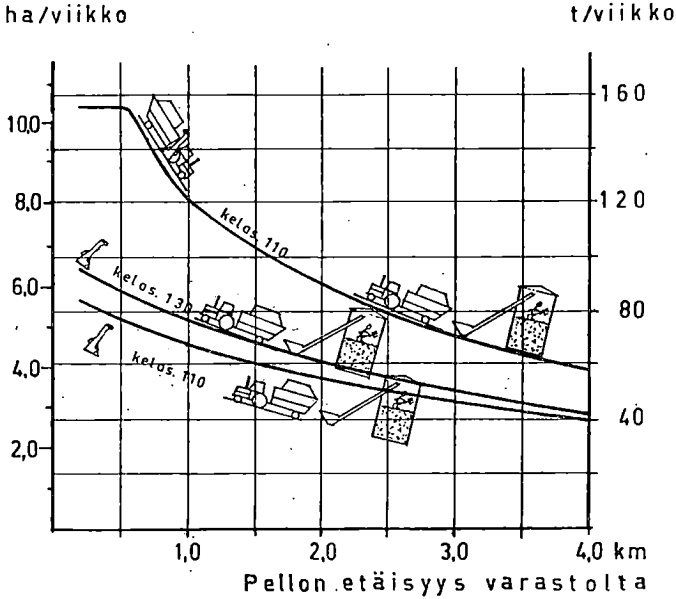 ha/viikko t/viikko
10,0 160
8,0 120
kelas. 110
6,0 80
kelas. 130
4,0 40
kelas. 110
2,0
1,0 2,0 3,0 4,0 km
Pellon etäisyys varastolta